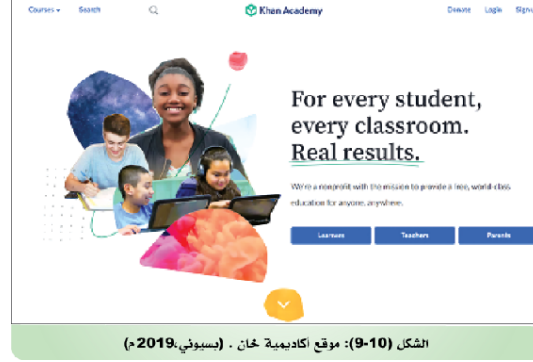 Courses Search Khan Academy Donate Login Sign
For every student,
every classroom.
Real results.
We're a nonprofit with the mission to provide a free, world-class
education for anyone, anywhere.
Learners Teachers Parents
الشكل (10-9): موقع أكاديمية خان . (بسيوني،2019م)